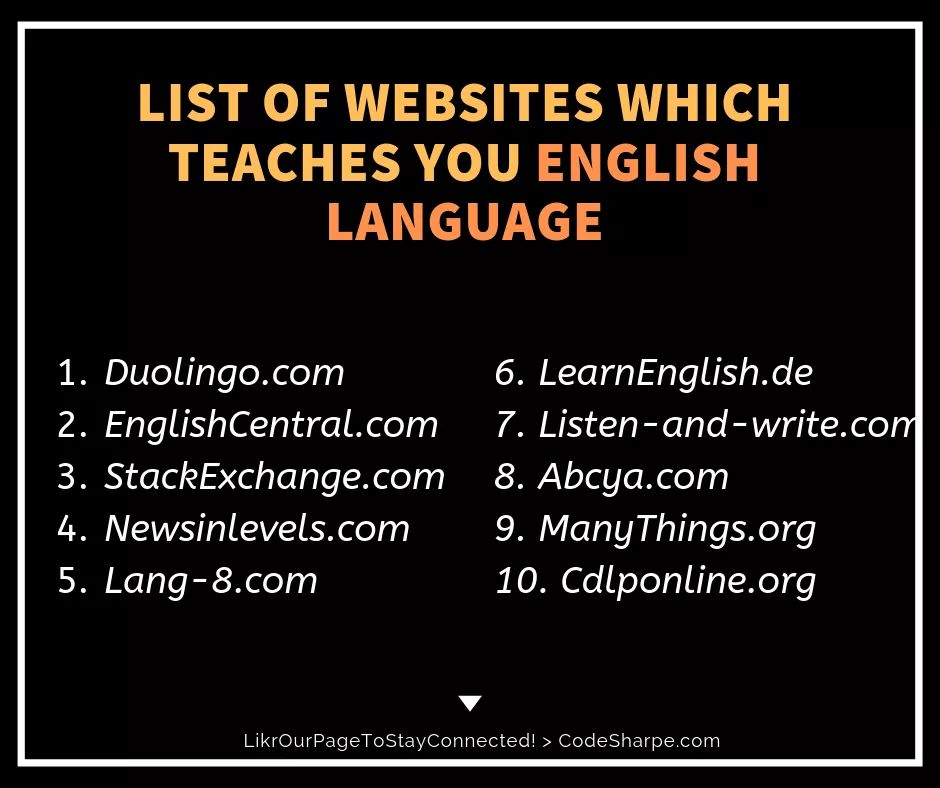 LIST OF WEBSITES WHICH
TEACHES YOU ENGLISH
LANGUAGE
1. Duolingo.com
2. EnglishCentral.com
3. StackExchange.com
4. Newsinlevels.com
5. Lang-8.com
6. LearnEnglish.de
7. Listen-and-write.com
8. Abcya.com
9. ManyThings.org
10. Cdlponline.org
LikrOurPageToStayConnected! > CodeSharpe.com